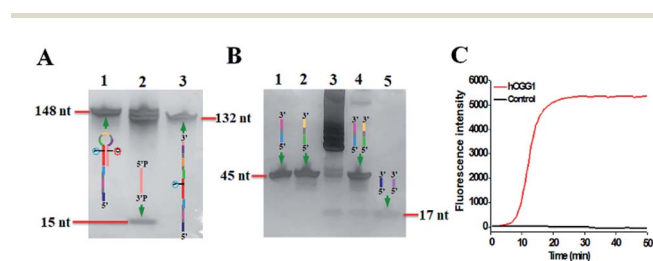 A
B
C
1 2 3
1 2 3 4 5
148 nt
132 nt
15 nt
45 nt
17 nt
5'P
3'P
3'
5'
5'
3' 3'
5' 5'
3' 3'
5' 5'
3' 3'
5' 5'
hOGG1
Control
Fluorescence intensity
6000
5000
4000
3000
2000
1000
0
0 10 20 30 40 50
Time (min)